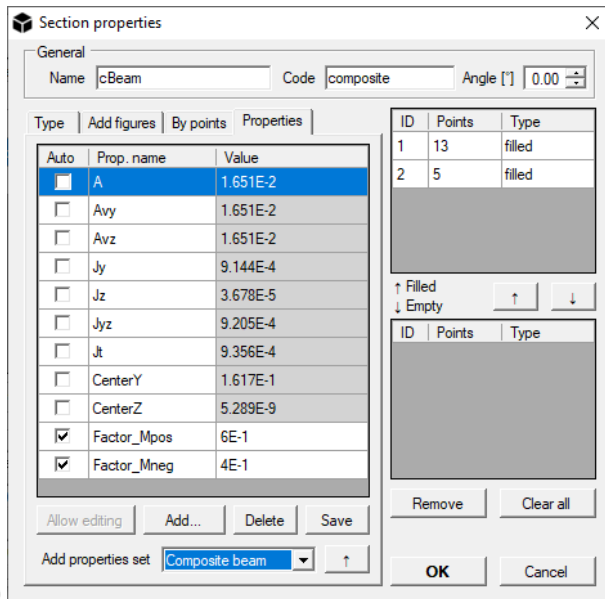 Section properties
General
Name cBeam Code composite Angle [°] 0.00
Type Add figures By points Properties
Auto Prop. name Value
A 1.651E-2
Avy 1.651E-2
Avz 1.651E-2
Jy 9.144E-4
Jz 3.678E-5
Jyz 9.205E-4
Jt 9.356E-4
CenterY 1.617E-1
CenterZ 5.289E-9
Factor_Mpos 6E-1
Factor_Mneg 4E-1
Allow editing Add... Delete Save
Add properties set Composite beam ↑
ID Points Type
1 13 filled
2 5 filled
↑ Filled
↓ Empty
↑ ↓
ID Points Type
Remove Clear all
OK Cancel